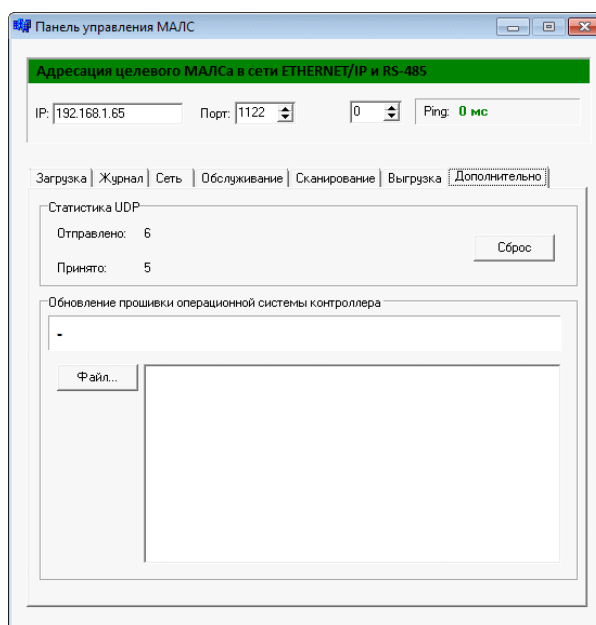 Панель управления МАЛС
Адресация целевого МАЛСа в сети ETHERNET/IP и RS-485
IP: 192.168.1.65 Порт: 1122 0 Ping: 0 мс
Загрузка Журнал Сеть Обслуживание Сканирование Выгрузка Дополнительно
Статистика UDP
Отправлено: 6
Сброс
Принято: 5
Обновление прошивки операционной системы контроллера
-
Файл...